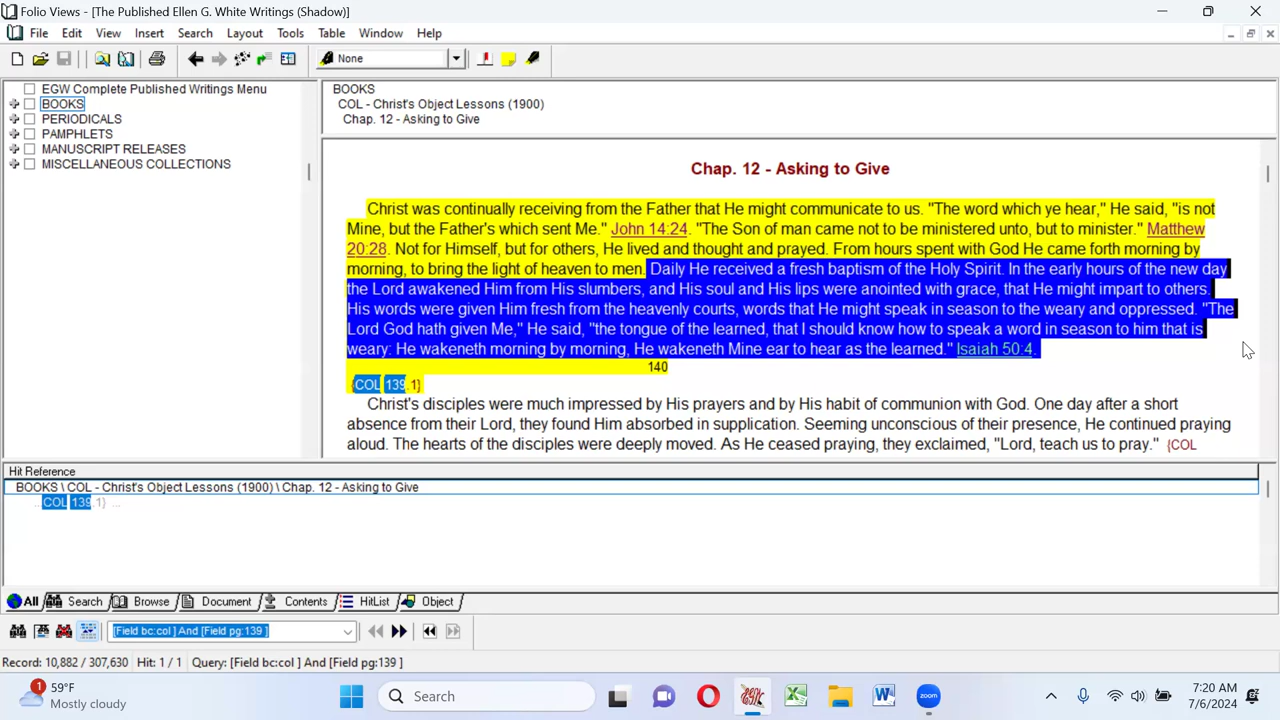 Folio Views - [The Published Ellen G. White Writings (Shadow)]
File Edit View Insert Search Layout Tools Table Window Help
None
EGW Complete Published Writings Menu
BOOKS
PERIODICALS
PAMPHLETS
MANUSCRIPT RELEASES
MISCELLANEOUS COLLECTIONS
BOOKS
COL - Christ's Object Lessons (1900)
Chap. 12 - Asking to Give
Chap. 12 - Asking to Give
Christ was continually receiving from the Father that He might communicate to us. "The word which ye hear," He said, "is not
Mine, but the Father's which sent Me." John 14:24. "The Son of man came not to be ministered unto, but to minister." Matthew
20:28. Not for Himself, but for others, He lived and thought and prayed. From hours spent with God He came forth morning by
morning, to bring the light of heaven to men. Daily He received a fresh baptism of the Holy Spirit. In the early hours of the new day
the Lord awakened Him from His slumbers, and His soul and His lips were anointed with grace, that He might impart to others.
His words were given Him fresh from the heavenly courts, words that He might speak in season to the weary and oppressed. "The
Lord God hath given Me," He said, "the tongue of the learned, that I should know how to speak a word in season to him that is
weary: He wakeneth morning by morning, He wakeneth Mine ear to hear as the learned." Isaiah 50:4.
140
{COL 139.1}
Christ's disciples were much impressed by His prayers and by His habit of communion with God. One day after a short
absence from their Lord, they found Him absorbed in supplication. Seeming unconscious of their presence, He continued praying
aloud. The hearts of the disciples were deeply moved. As He ceased praying, they exclaimed, "Lord, teach us to pray." {COL
Hit Reference
BOOKS \ COL - Christ's Object Lessons (1900) \ Chap. 12 - Asking to Give
... COL 139.1} ...
All Search Browse Document Contents HitList Object
[Field bc:col ] And [Field pg:139 ]
Record: 10,882 / 307,630 Hit: 1 / 1 Query: [Field bc:col ] And [Field pg:139 ]
1 59°F
Mostly cloudy
Search
zoom
7:20 AM
7/6/2024